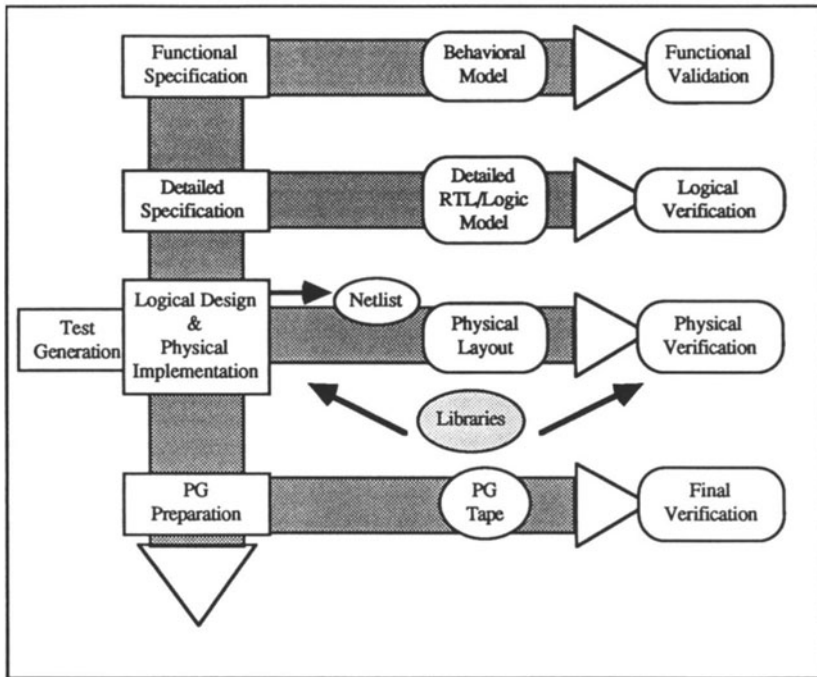 Functional
Specification
Behavioral
Model
Functional
Validation
Detailed
Specification
Detailed
RTL/Logic
Model
Logical
Verification
Test
Generation
Logical Design
&
Physical
Implementation
Netlist
Physical
Layout
Physical
Verification
Libraries
PG
Preparation
PG
Tape
Final
Verification